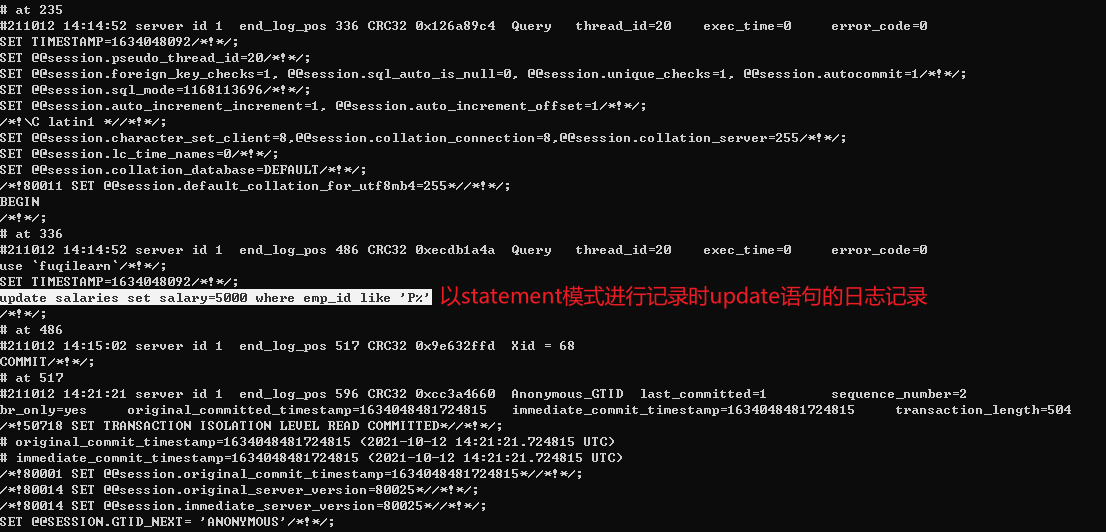 # at 235
#211012 14:14:52 server id 1  end_log_pos 336 CRC32 0x126a89c4  Query   thread_id=20    exec_time=0     error_code=0
SET TIMESTAMP=1634048092/*!*/;
SET @@session.pseudo_thread_id=20/*!*/;
SET @@session.foreign_key_checks=1, @@session.sql_auto_is_null=0, @@session.unique_checks=1, @@session.autocommit=1/*!*/;
SET @@session.sql_mode=1168113696/*!*/;
SET @@session.auto_increment_increment=1, @@session.auto_increment_offset=1/*!*/;
/*!\C latin1 *//*!*/;
SET @@session.character_set_client=8,@@session.collation_connection=8,@@session.collation_server=255/*!*/;
SET @@session.lc_time_names=0/*!*/;
SET @@session.collation_database=DEFAULT/*!*/;
/*!80011 SET @@session.default_collation_for_utf8mb4=255*//*!*/;
BEGIN
/*!*/;
# at 336
#211012 14:14:52 server id 1  end_log_pos 486 CRC32 0xecdb1a4a  Query   thread_id=20    exec_time=0     error_code=0
use `fuqilearn`/*!*/;
SET TIMESTAMP=1634048092/*!*/;
update salaries set salary=5000 where emp_id like 'P%' 以statement模式进行记录时update语句的日志记录
/*!*/;
# at 486
#211012 14:15:02 server id 1  end_log_pos 517 CRC32 0x9e632ffd  Xid = 68
COMMIT/*!*/;
# at 517
#211012 14:21:21 server id 1  end_log_pos 596 CRC32 0xcc3a4660  Anonymous_GTID  last_committed=1        sequence_number=2
br_only=yes     original_committed_timestamp=1634048481724815   immediate_commit_timestamp=1634048481724815     transaction_length=504
/*!50718 SET TRANSACTION ISOLATION LEVEL READ COMMITTED*//*!*/;
# original_commit_timestamp=1634048481724815 (2021-10-12 14:21:21.724815 UTC)
# immediate_commit_timestamp=1634048481724815 (2021-10-12 14:21:21.724815 UTC)
/*!80001 SET @@session.original_commit_timestamp=1634048481724815*//*!*/;
/*!80014 SET @@session.original_server_version=80025*//*!*/;
/*!80014 SET @@session.immediate_server_version=80025*//*!*/;
SET @@SESSION.GTID_NEXT= 'ANONYMOUS'/*!*/;